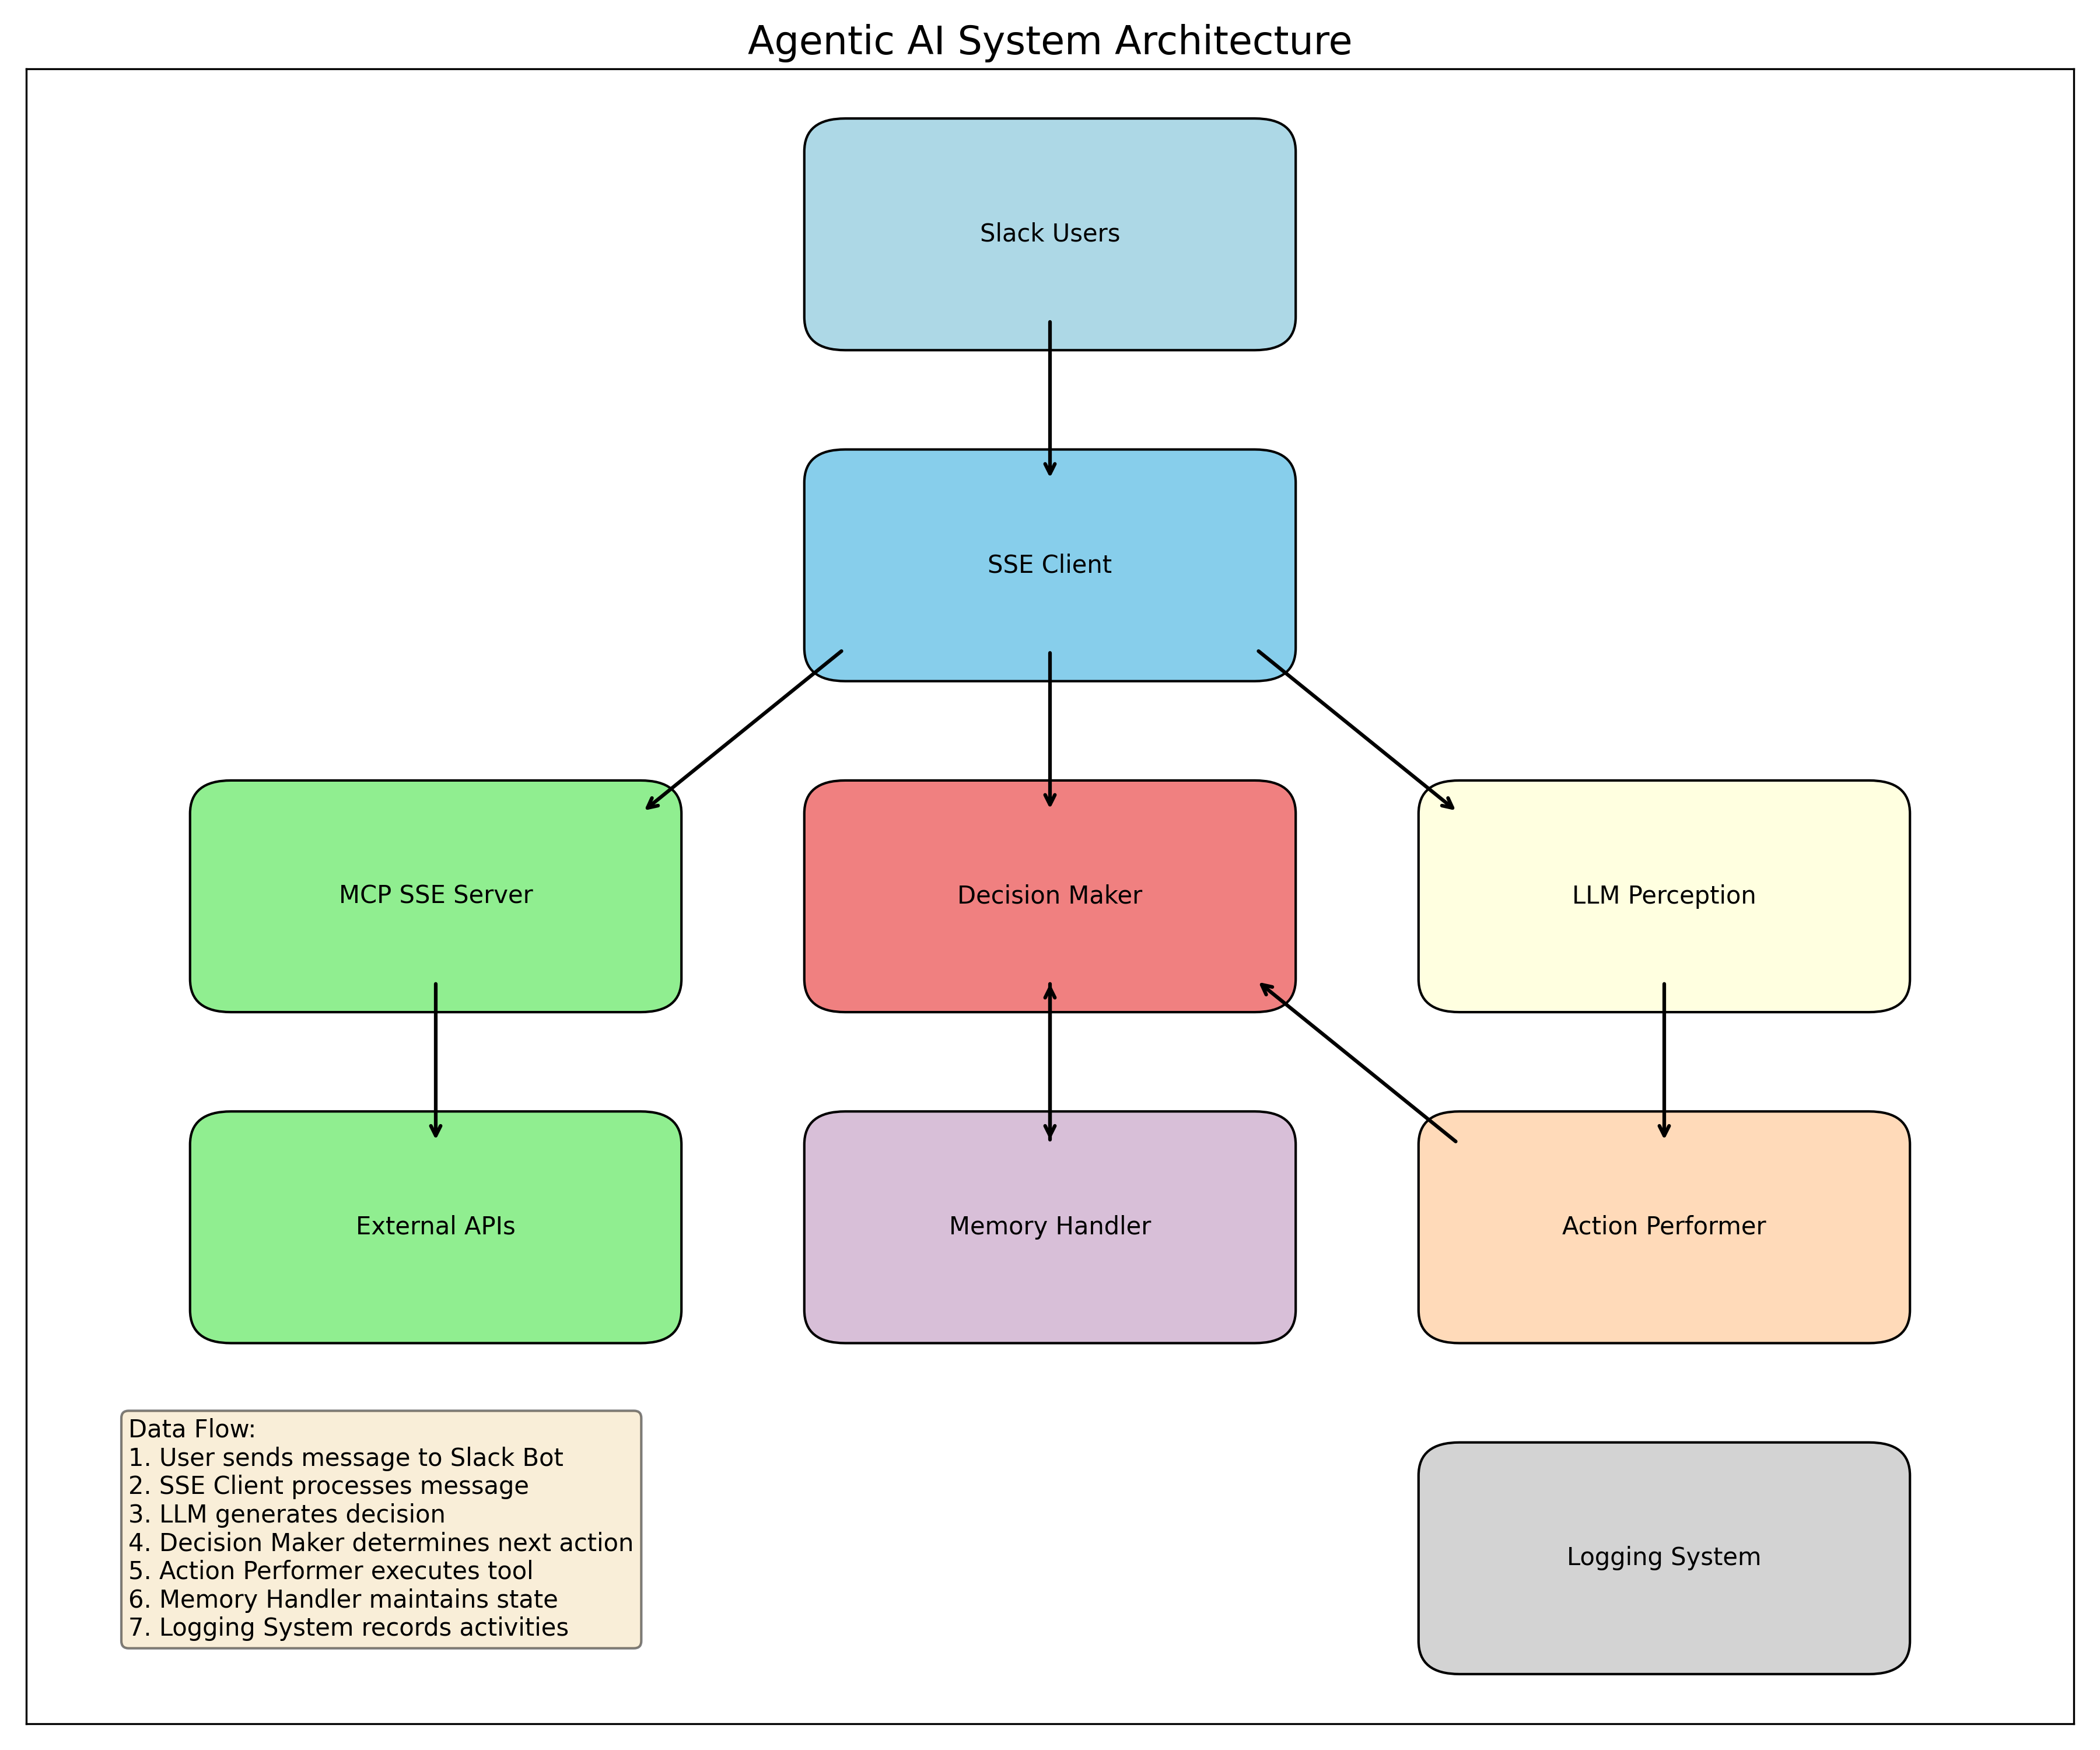 Agentic AI System Architecture
Slack Users
SSE Client
MCP SSE Server
Decision Maker
LLM Perception
External APIs
Memory Handler
Action Performer
Data Flow:
1. User sends message to Slack Bot
2. SSE Client processes message
3. LLM generates decision
4. Decision Maker determines next action
5. Action Performer executes tool
6. Memory Handler maintains state
7. Logging System records activities
Logging System